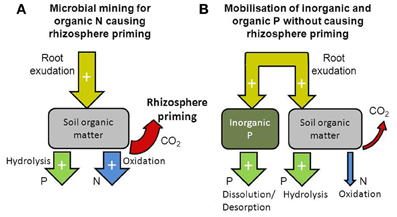 A
Microbial mining for
organic N causing
rhizosphere priming
Root
exudation
+
Soil organic
matter
Rhizosphere
priming
CO2
Hydrolysis
+
+
Oxidation
P
N
B
Mobilisation of inorganic and
organic P without causing
rhizosphere priming
Root
exudation
+
+
Inorganic
P
Soil organic
matter
CO2
+
+
P
P
N
Dissolution/
Desorption
Hydrolysis
Oxidation